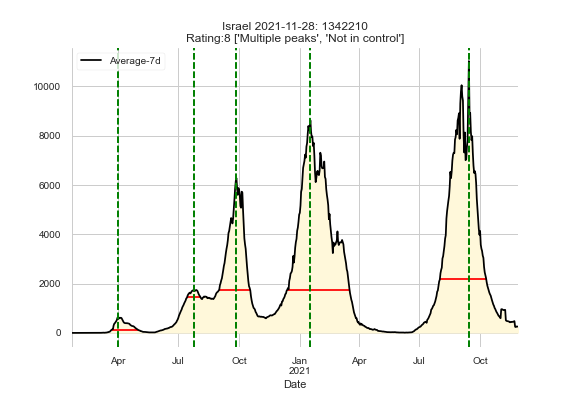 Israel 2021-11-28: 1342210
Rating:8 ['Multiple peaks', 'Not in control']
Average-7d
10000
8000
6000
4000
2000
0
Apr Jul Oct Jan Apr Jul Oct
2021
Date